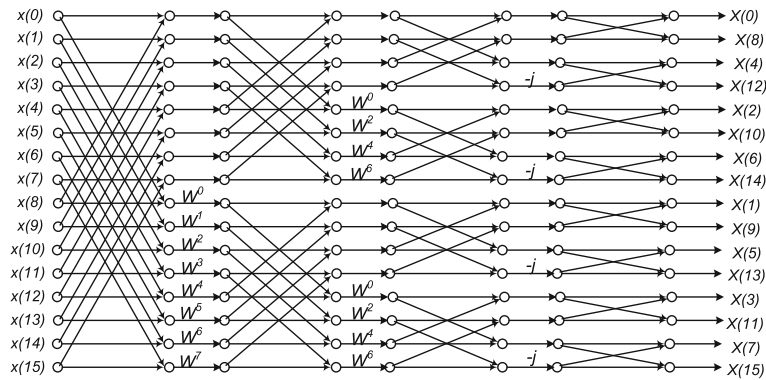 x(0) X(0)
x(1) X(8)
x(2) X(4)
x(3) -j X(12)
x(4) W⁰ X(2)
x(5) W² X(10)
x(6) W⁴ X(6)
x(7) W⁶ -j X(14)
x(8) W⁰ X(1)
x(9) W¹ X(9)
x(10) W² X(5)
x(11) W³ -j X(13)
x(12) W⁴ W⁰ X(3)
x(13) W⁵ W² X(11)
x(14) W⁶ W⁴ X(7)
x(15) W⁷ W⁶ -j X(15)